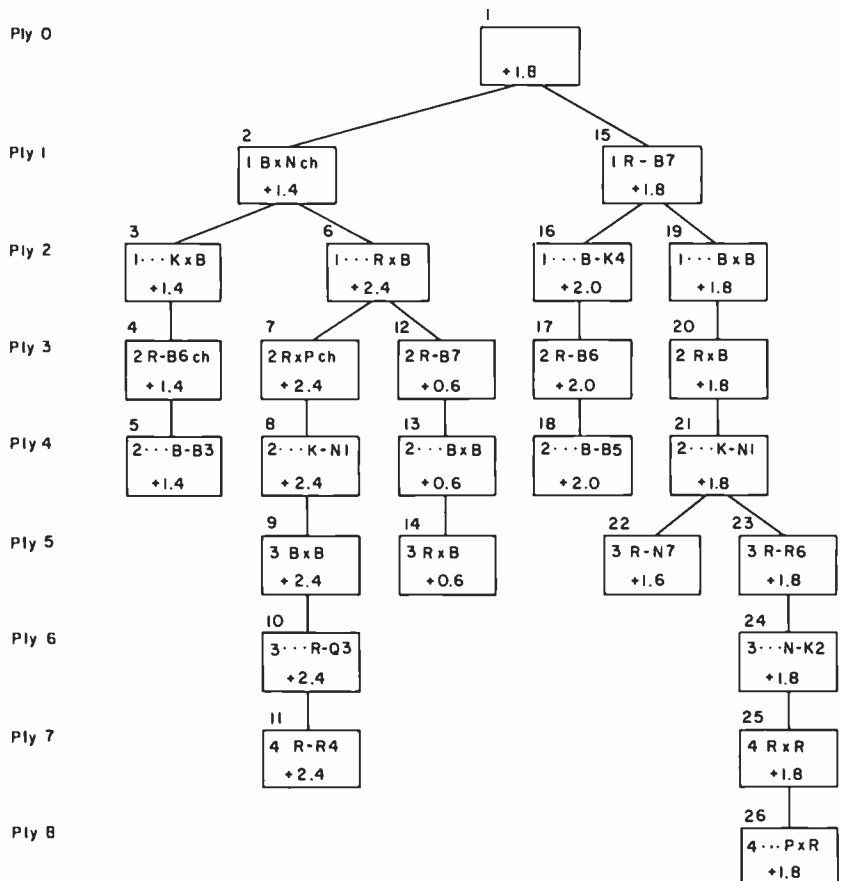 1
Ply 0
+1.8
2
15
Ply 1
1 BxNch
1 R-B7
+1.4
+1.8
3
6
16
19
Ply 2
1···KxB
1···RxB
1···B-K4
1···BxB
+1.4
+2.4
+2.0
+1.8
4
7
12
17
20
Ply 3
2 R-B6 ch
2 RxPch
2 R-B7
2 R-B6
2 RxB
+1.4
+2.4
+0.6
+2.0
+1.8
5
8
13
18
21
Ply 4
2···B-B3
2···K-N1
2···BxB
2···B-B5
2···K-N1
+1.4
+2.4
+0.6
+2.0
+1.8
9
14
22
23
Ply 5
3 BxB
3 RxB
3 R-N7
3 R-R6
+2.4
+0.6
+1.6
+1.8
10
24
Ply 6
3···R-Q3
3···N-K2
+2.4
+1.8
11
25
Ply 7
4 R-R4
4 RxR
+2.4
+1.8
26
Ply 8
4···PxR
+1.8